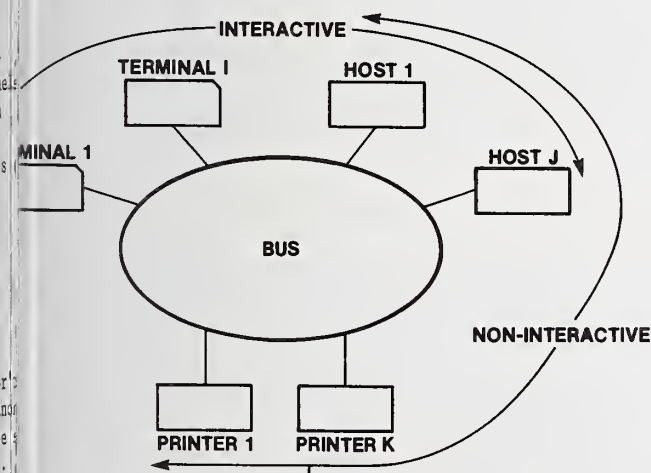 INTERACTIVE
TERMINAL I
HOST 1
MINAL 1
HOST J
BUS
NON-INTERACTIVE
PRINTER 1
PRINTER K